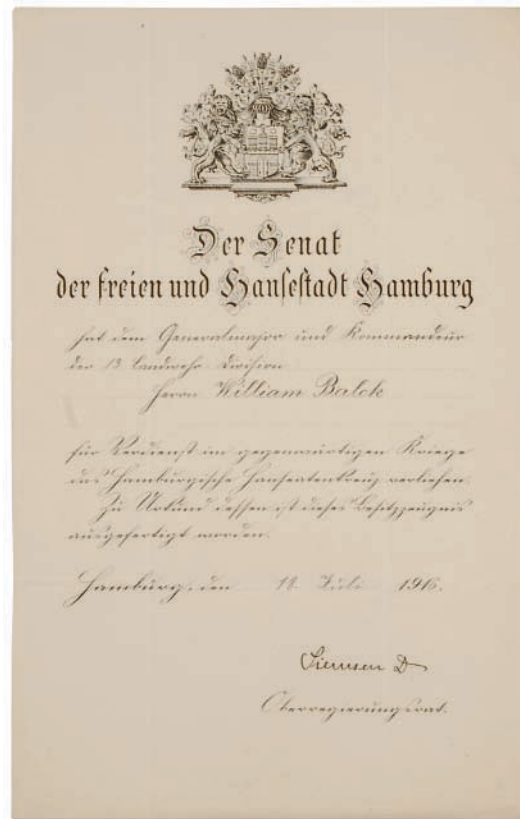 Der Senat
der freien und Hansestadt Hamburg
hat dem Generalmajor und Kommandeur
der 13 Landwehr-Division
Herrn William Balck
für Verdienst im gegenwärtigen Kriege
das Hamburgische Hanseatenkreuz verliehen.
Zu Urkund dessen ist dieses Besitzzeugnis
ausgefertigt worden.
Hamburg, den Juli 1916.
Oberregierungsrat.